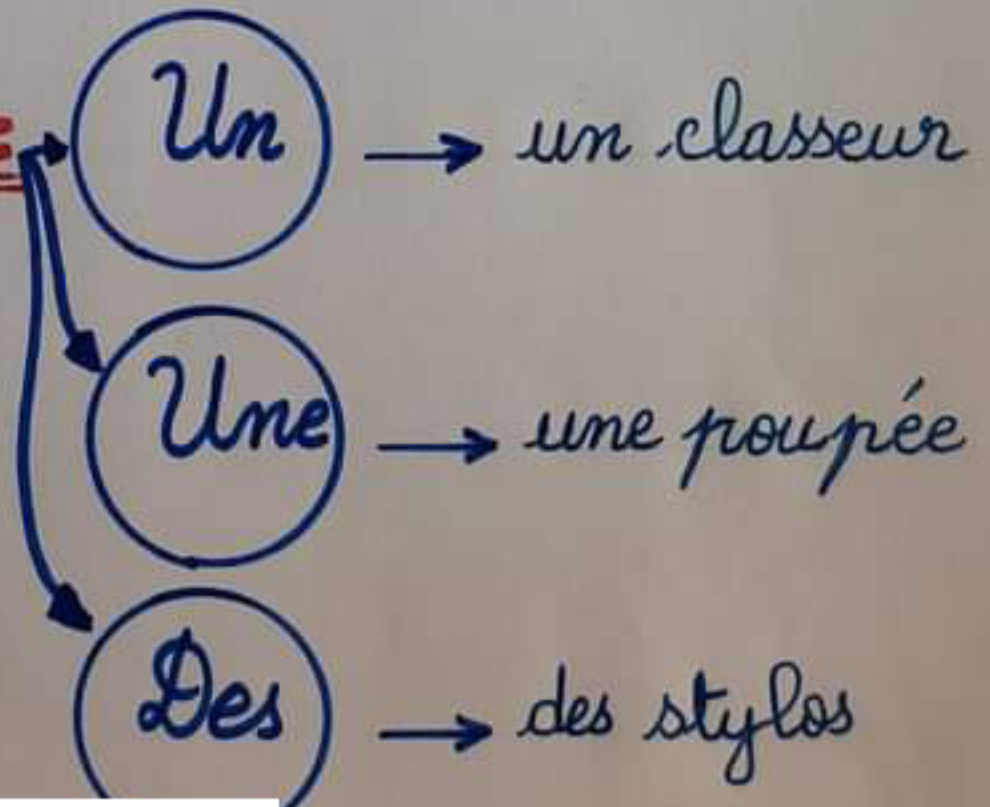 Un → un classeur
Une → une poupée
Des → des stylos